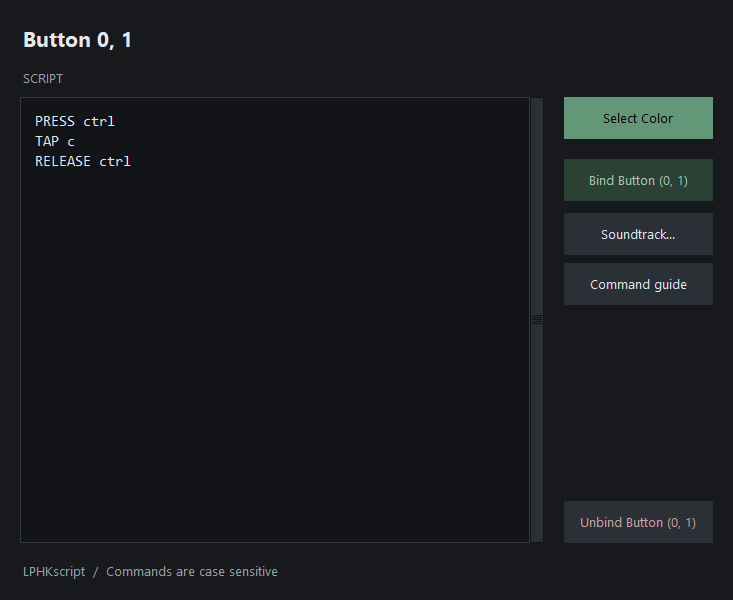 Button 0, 1
SCRIPT
PRESS ctrl
TAP c
RELEASE ctrl
Select Color
Bind Button (0, 1)
Soundtrack...
Command guide
Unbind Button (0, 1)
LPHKscript / Commands are case sensitive